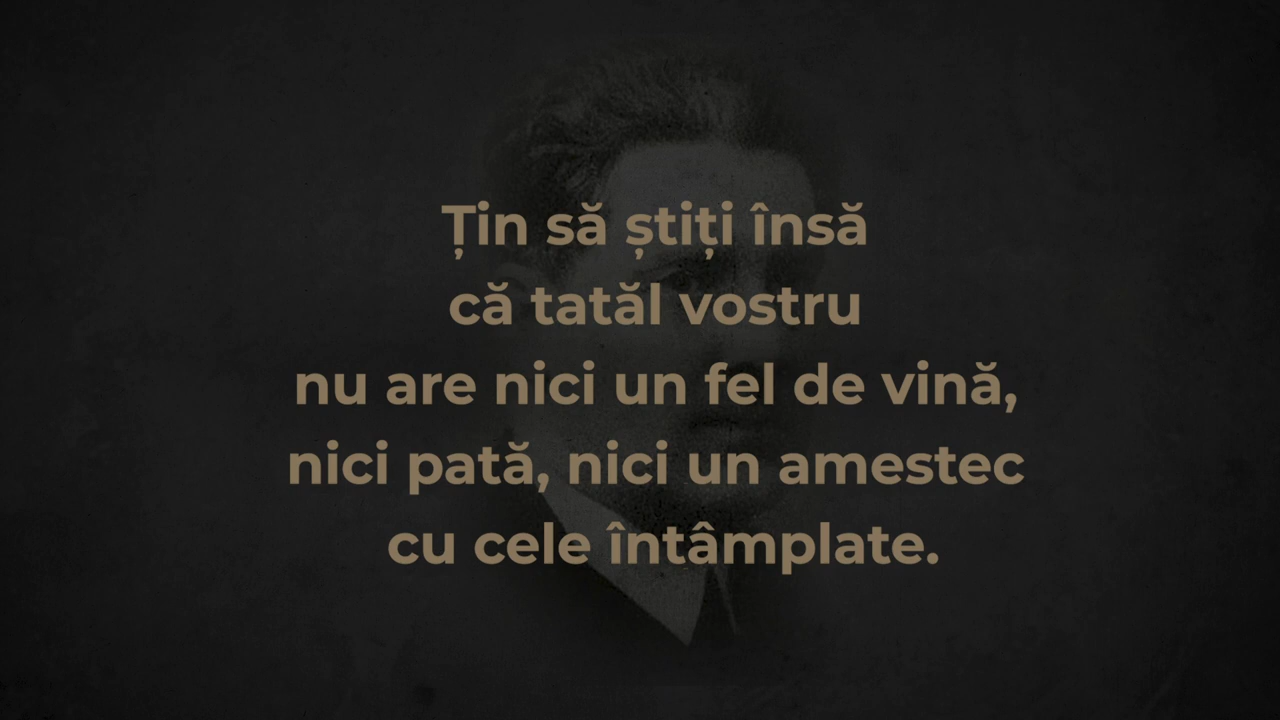 Țin să știți însă
că tatăl vostru
nu are nici un fel de vină,
nici pată, nici un amestec
cu cele întâmplate.